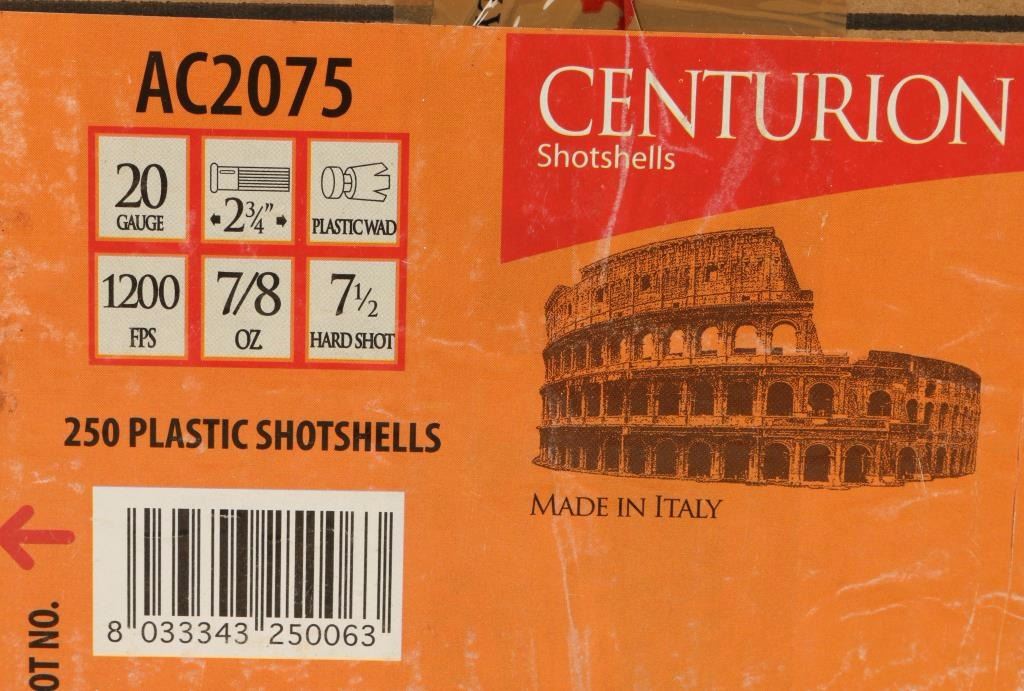 AC2075
CENTURION
Shotshells
20
GAUGE
2¾"
PLASTIC WAD
1200
FPS
7/8
OZ.
7½
HARD SHOT
250 PLASTIC SHOTSHELLS
MADE IN ITALY
8 033343 250063
OT NO.